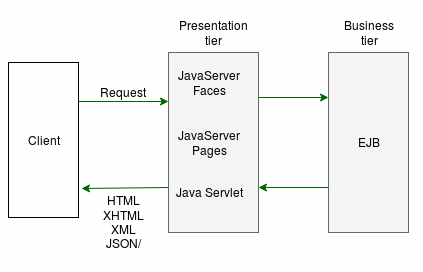 Presentation
tier
Business
tier
JavaServer
Faces
Request
JavaServer
Pages
Client
EJB
Java Servlet
HTML
XHTML
XML
JSON/